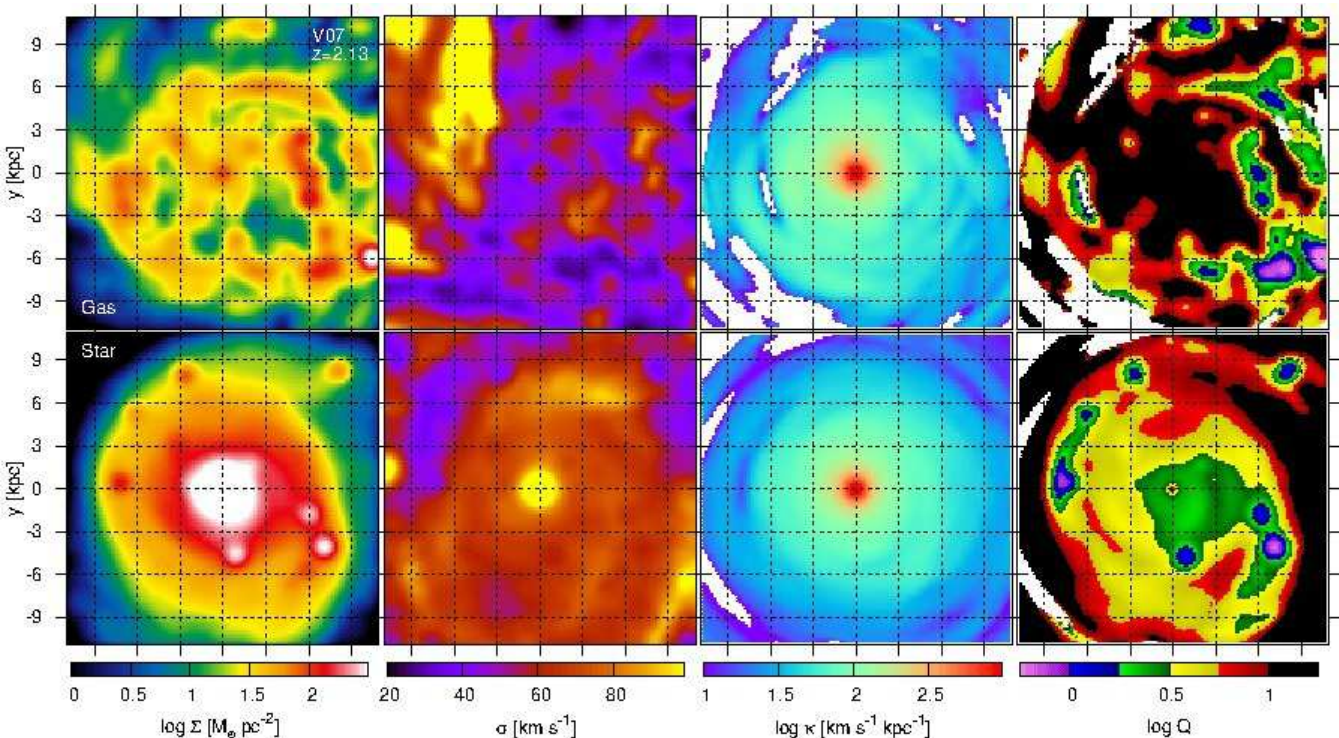 V07
z=2.13
9
6
3
0
-3
-6
-9
y [kpc]
Gas
Star
9
6
3
0
-3
-6
-9
y [kpc]
0 0.5 1 1.5 2
20 40 60 80
1 1.5 2 2.5
0 0.5 1
log Σ [M⊙ pc⁻²]
σ [km s⁻¹]
log κ [km s⁻¹ kpc⁻¹]
log Q